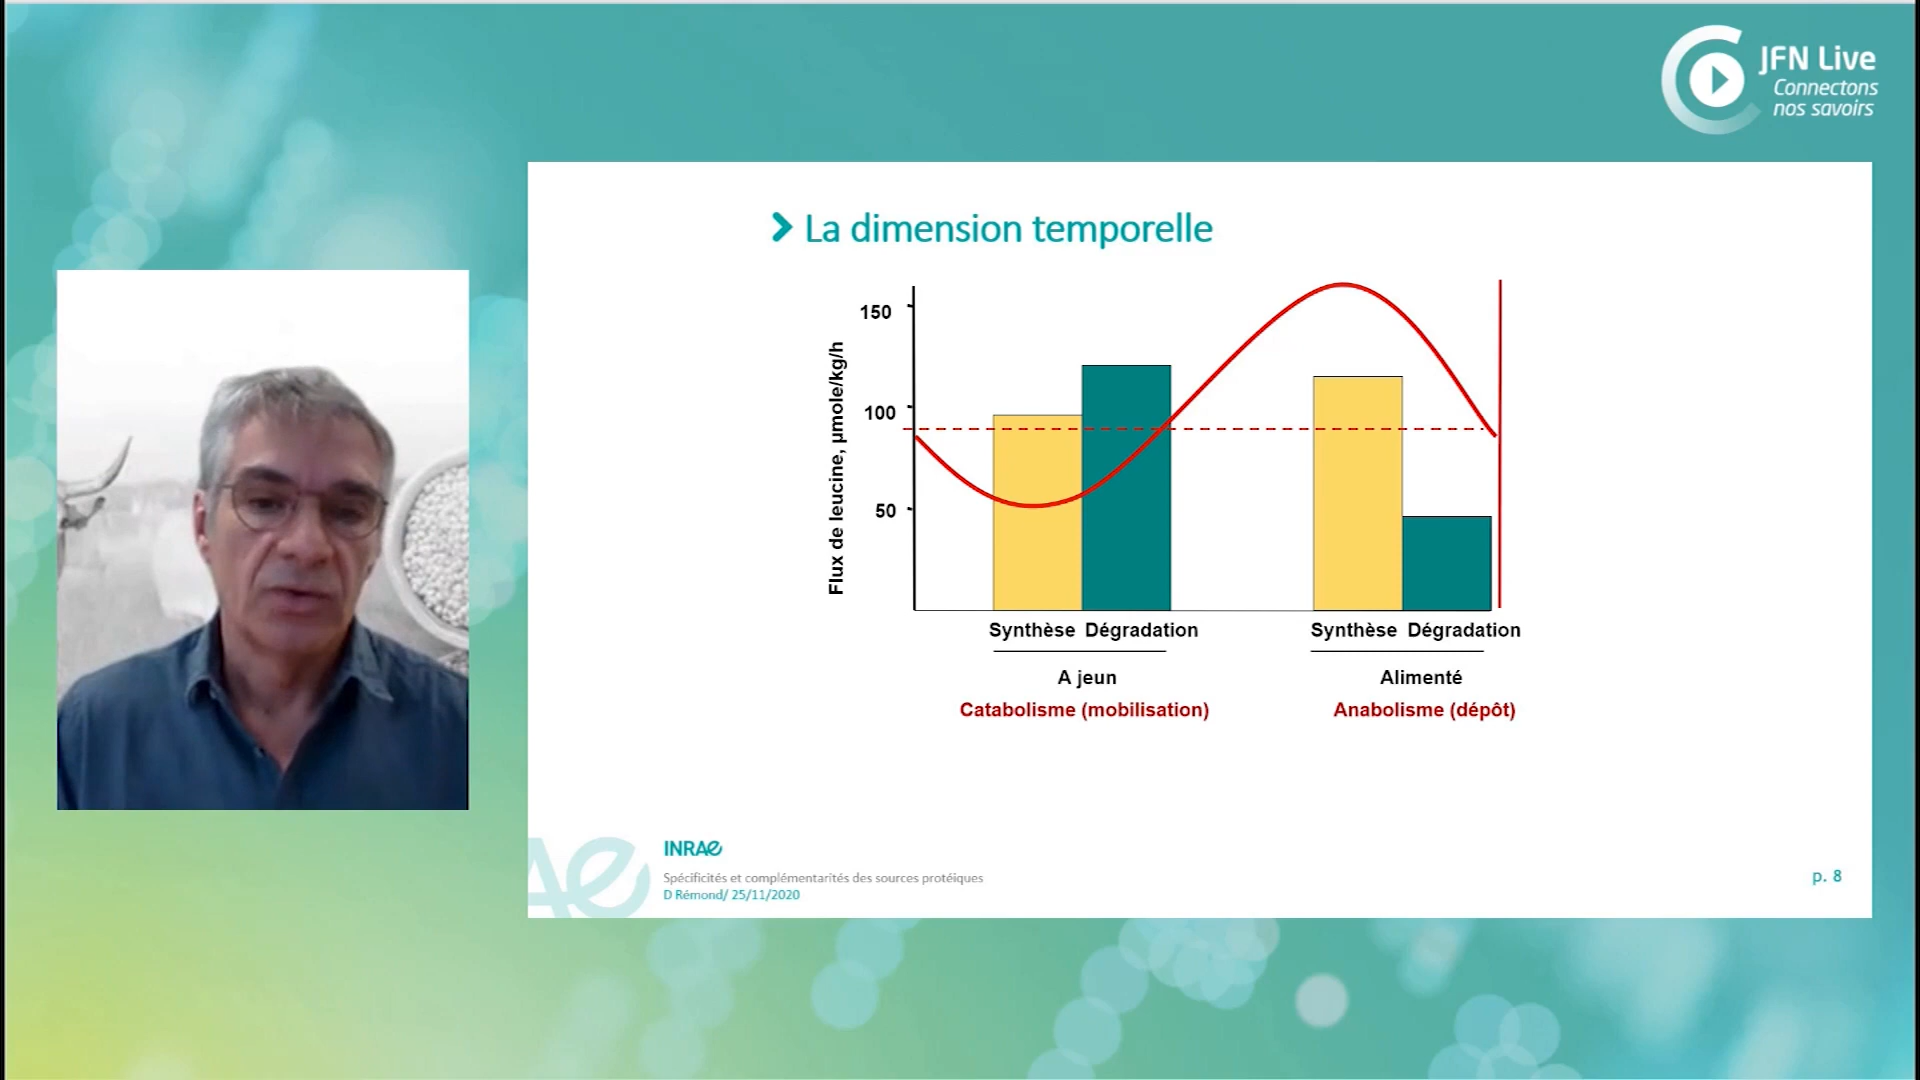 JFN Live
Connectons
nos savoirs
La dimension temporelle
150
100
50
Flux de leucine, µmole/kg/h
Synthèse Dégradation
Synthèse Dégradation
A jeun
Alimenté
Catabolisme (mobilisation)
Anabolisme (dépôt)
INRAE
Spécificités et complémentarités des sources protéiques
D Rémond/ 25/11/2020
p. 8